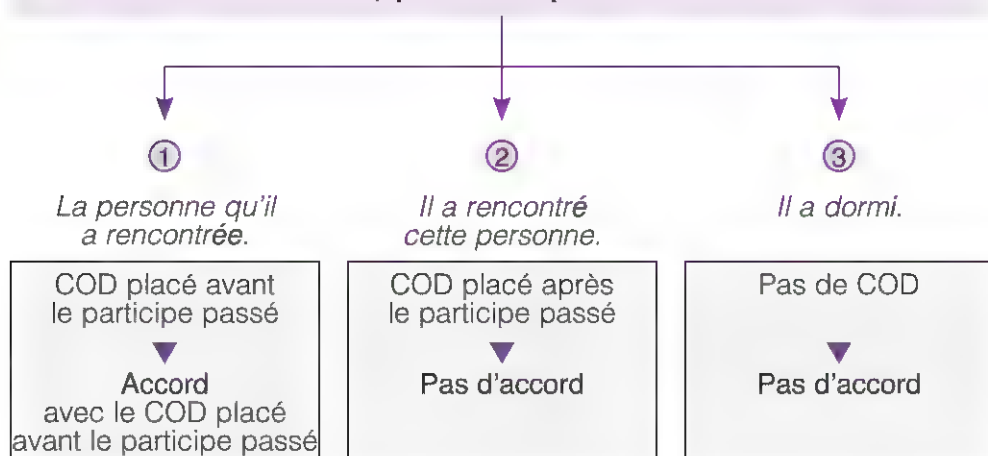 ①
La personne qu'il
a rencontrée.
COD placé avant
le participe passé
Accord
avec le COD placé
avant le participe passé
②
Il a rencontré
cette personne.
COD placé après
le participe passé
Pas d'accord
③
Il a dormi.
Pas de COD
Pas d'accord